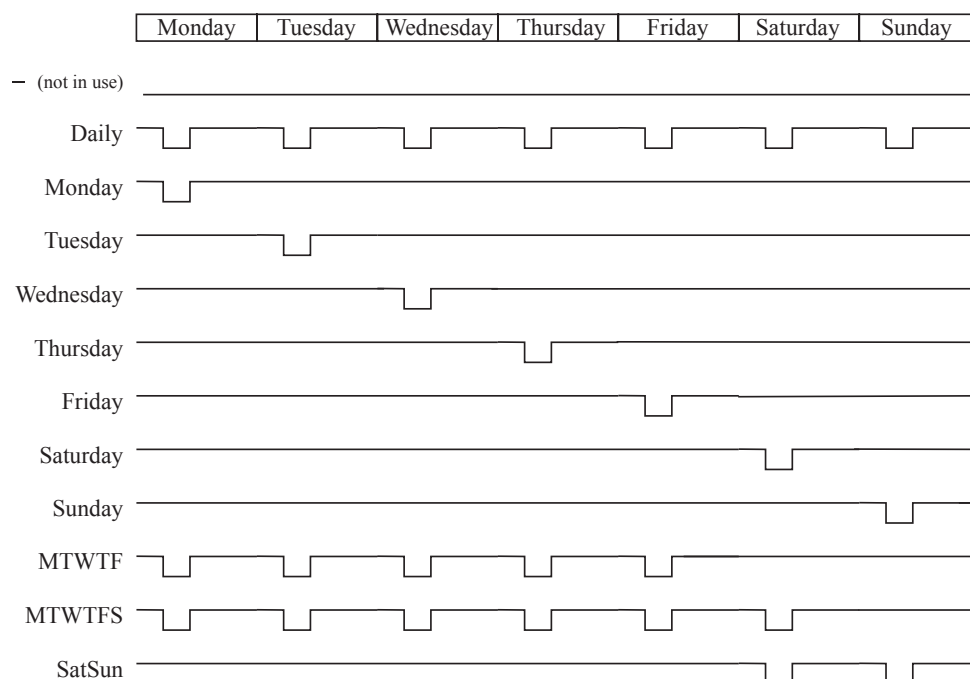 Monday Tuesday Wednesday Thursday Friday Saturday Sunday
– (not in use)
Daily
Monday
Tuesday
Wednesday
Thursday
Friday
Saturday
Sunday
MTWTF
MTWTFS
SatSun